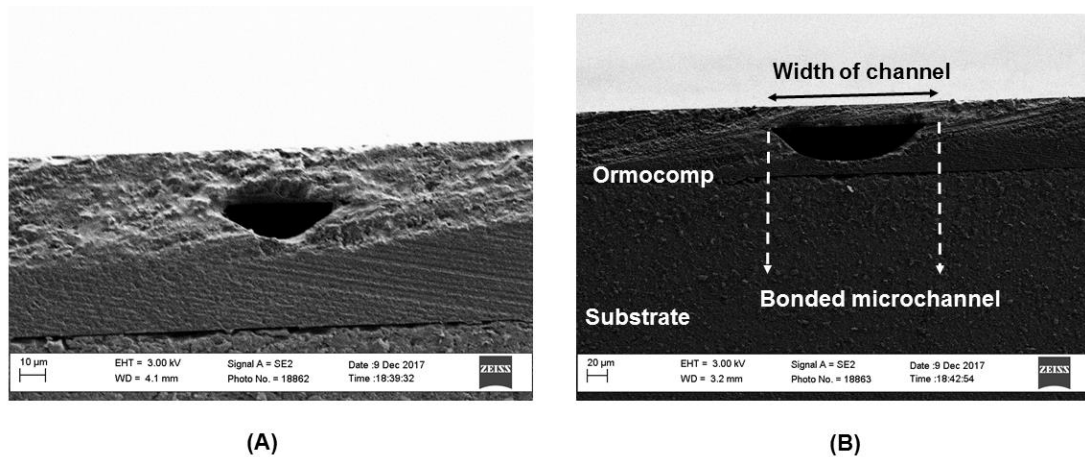 Width of channel
Ormocomp
Bonded microchannel
Substrate
10 µm
EHT = 3.00 kV
Signal A = SE2
Date :9 Dec 2017
WD = 4.1 mm
Photo No. = 18862
Time :18:39:32
ZEISS
20 µm
EHT = 3.00 kV
Signal A = SE2
Date :9 Dec 2017
WD = 3.2 mm
Photo No. = 18863
Time :18:42:54
ZEISS
(A)
(B)